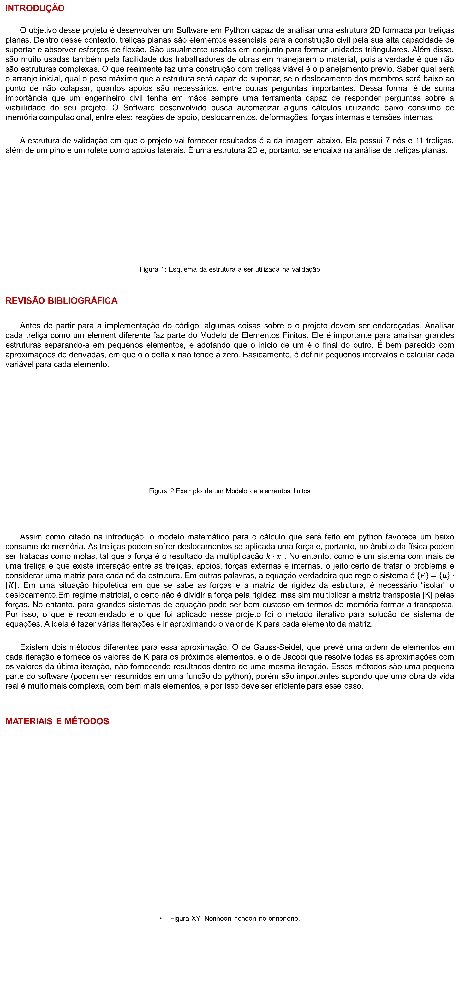 INTRODUÇÃO
O objetivo desse projeto é desenvolver um Software em Python capaz de analisar uma estrutura 2D formada por treliças
planas. Dentro desse contexto, treliças planas são elementos essenciais para a construção civil pela sua alta capacidade de
suportar e absorver esforços de flexão. São usualmente usadas em conjunto para formar unidades triângulares. Além disso,
são muito usadas também pela facilidade dos trabalhadores de obras em manejarem o material, pois a verdade é que não
são estruturas complexas. O que realmente faz uma construção com treliças viável é o planejamento prévio. Saber qual será
o arranjo inicial, qual o peso máximo que a estrutura será capaz de suportar, se o deslocamento dos membros será baixo ao
ponto de não colapsar, quantos apoios são necessários, entre outras perguntas importantes. Dessa forma, é de suma
importância que um engenheiro civil tenha em mãos sempre uma ferramenta capaz de responder perguntas sobre a
viabiilidade do seu projeto. O Software desenvolvido busca automatizar alguns cálculos utilizando baixo consumo de
memória computacional, entre eles: reações de apoio, deslocamentos, deformações, forças internas e tensões internas.
A estrutura de validação em que o projeto vai fornecer resultados é a da imagem abaixo. Ela possui 7 nós e 11 treliças,
além de um pino e um rolete como apoios laterais. É uma estrutura 2D e, portanto, se encaixa na análise de treliças planas.
Figura 1: Esquema da estrutura a ser utilizada na validação
REVISÃO BIBLIOGRÁFICA
Antes de partir para a implementação do código, algumas coisas sobre o o projeto devem ser endereçadas. Analisar
cada treliça como um element diferente faz parte do Modelo de Elementos Finitos. Ele é importante para analisar grandes
estruturas separando-a em pequenos elementos, e adotando que o início de um é o final do outro. É bem parecido com
aproximações de derivadas, em que o o delta x não tende a zero. Basicamente, é definir pequenos intervalos e calcular cada
variável para cada elemento.
Figura 2:Exemplo de um Modelo de elementos finitos
Assim como citado na introdução, o modelo matemático para o cálculo que será feito em python favorece um baixo
consume de memória. As treliças podem sofrer deslocamentos se aplicada uma força e, portanto, no âmbito da física podem
ser tratadas como molas, tal que a força é o resultado da multiplicação k · x . No entanto, como é um sistema com mais de
uma treliça e que existe interação entre as treliças, apoios, forças externas e internas, o jeito certo de tratar o problema é
considerar uma matriz para cada nó da estrutura. Em outras palavras, a equação verdadeira que rege o sistema é {F} = {u} ·
[K]. Em uma situação hipotética em que se sabe as forças e a matriz de rigidez da estrutura, é necessário “isolar” o
deslocamento.Em regime matricial, o certo não é dividir a força pela rigidez, mas sim multiplicar a matriz transposta [K] pelas
forças. No entanto, para grandes sistemas de equação pode ser bem custoso em termos de memória formar a transposta.
Por isso, o que é recomendado e o que foi aplicado nesse projeto foi o método iterativo para solução de sistema de
equações. A ideia é fazer várias iterações e ir aproximando o valor de K para cada elemento da matriz.
Existem dois métodos diferentes para essa aproximação. O de Gauss-Seidel, que prevê uma ordem de elementos em
cada iteração e fornece os valores de K para os próximos elementos, e o de Jacobi que resolve todas as aproximações com
os valores da última iteração, não fornecendo resultados dentro de uma mesma iteração. Esses métodos são uma pequena
parte do software (podem ser resumidos em uma função do python), porém são importantes supondo que uma obra da vida
real é muito mais complexa, com bem mais elementos, e por isso deve ser eficiente para esse caso.
MATERIAIS E MÉTODOS
• Figura XY: Nonnoon nonoon no onnonono.